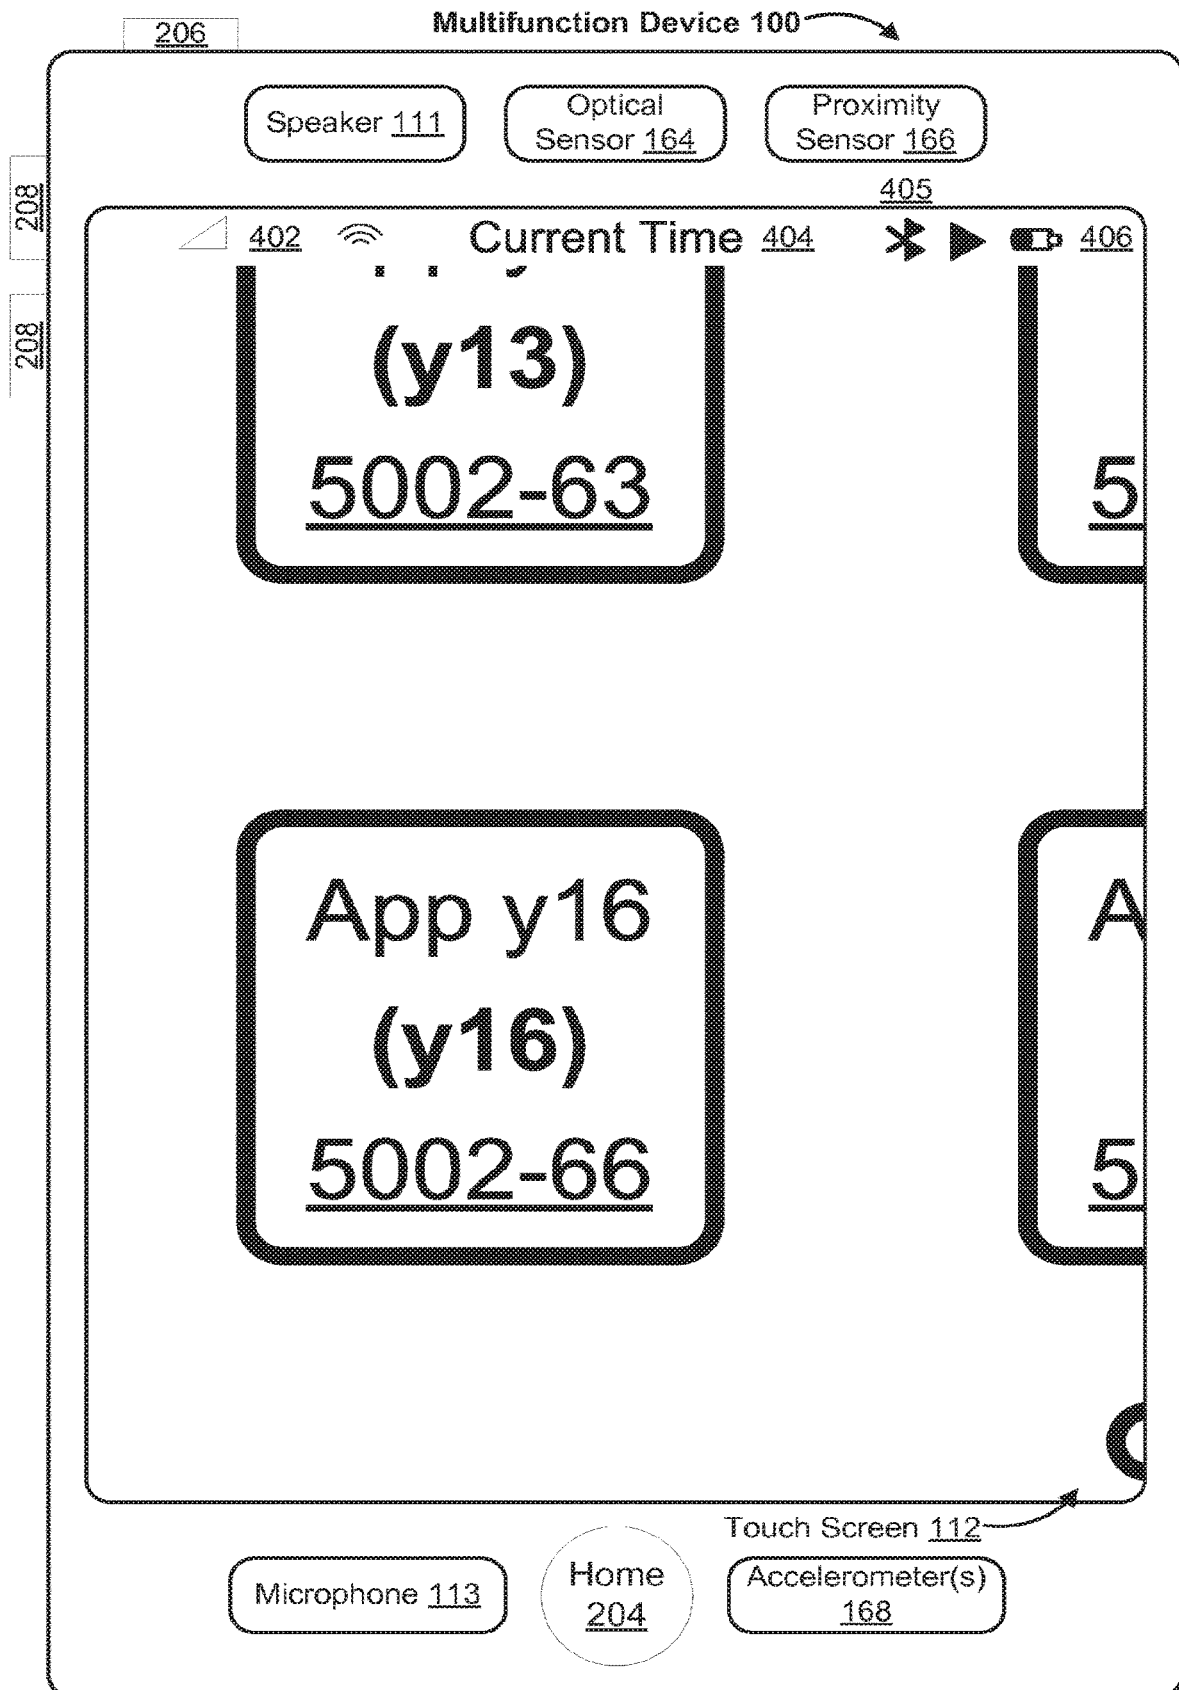 Multifunction Device 100
206
Speaker 111
Optical
Sensor 164
Proximity
Sensor 166
208
208
405
402
Current Time 404
406
(y13)
5002-63
5
App y16
(y16)
5002-66
A
5
Touch Screen 112
Microphone 113
Home
204
Accelerometer(s)
168